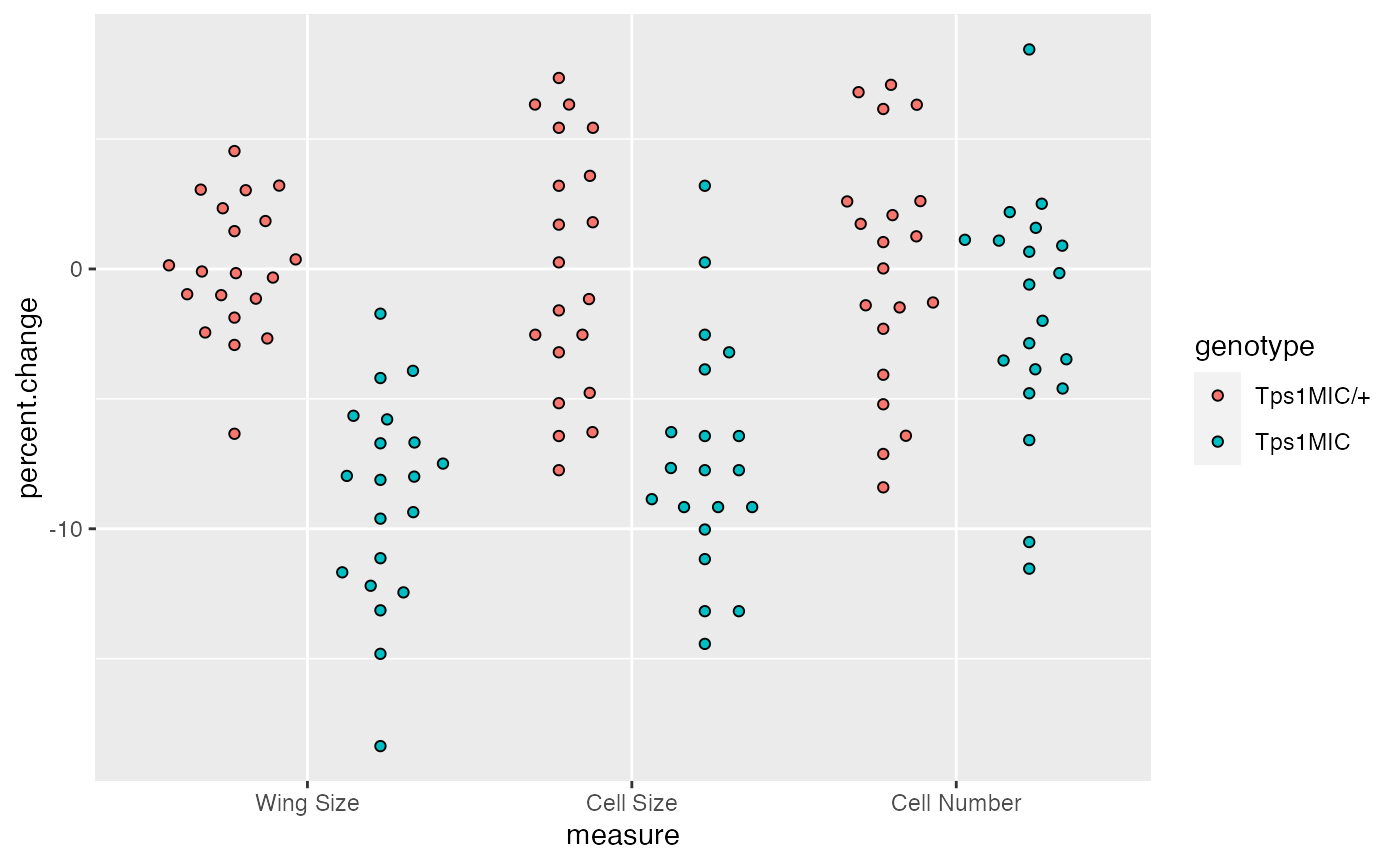 percent.change
0
-10
Wing Size
Cell Size
Cell Number
measure
genotype
Tps1MIC/+
Tps1MIC